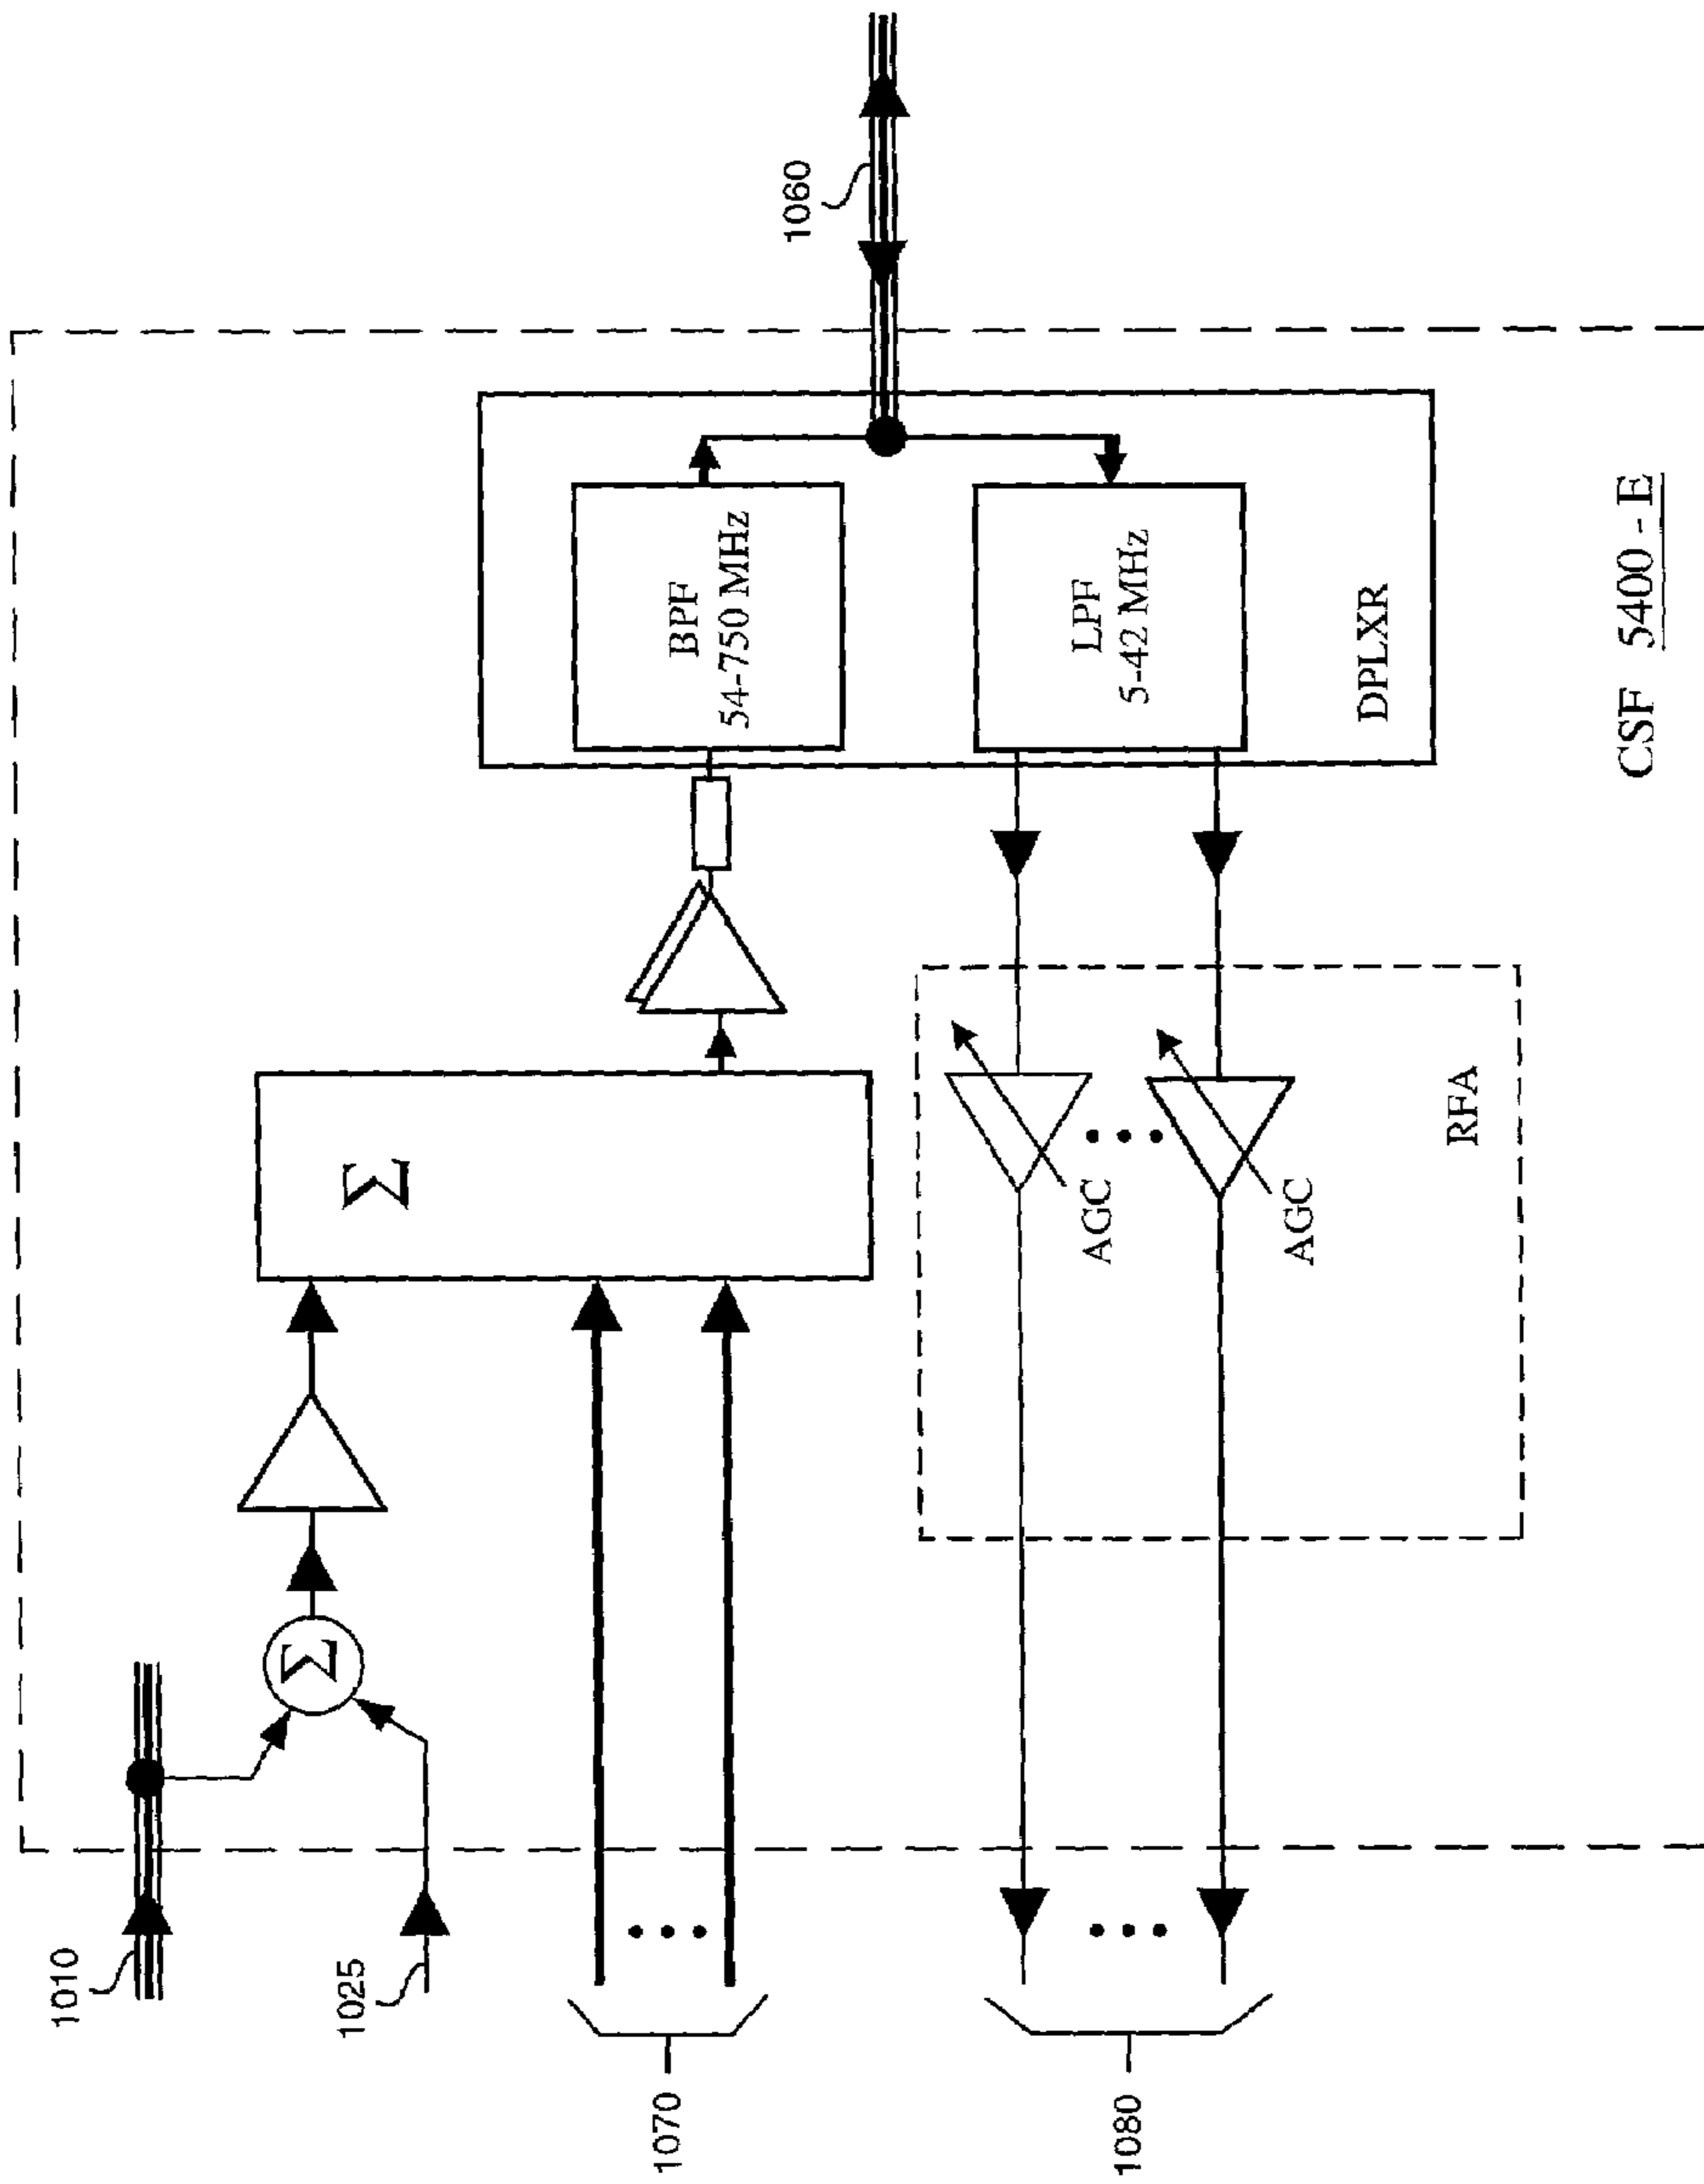 1010
1025
1070
1080
Σ
Σ
BPF
54-750 MHz
LPF
5-42 MHz
DPLXR
1060
AGC
AGC
RFA
CSF 5400 - E